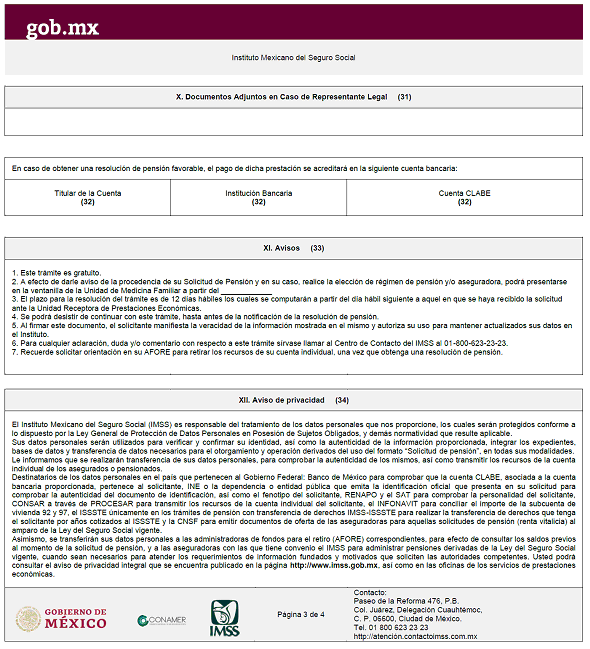 gob.mx
Instituto Mexicano del Seguro Social
X. Documentos Adjuntos en Caso de Representante Legal (31)
En caso de obtener una resolución de pensión favorable, el pago de dicha prestación se acreditará en la siguiente cuenta bancaria:
Titular de la Cuenta
(32)
Institución Bancaria
(32)
Cuenta CLABE
(32)
XI. Avisos (33)
1. Este trámite es gratuito.
2. A efecto de darle aviso de la procedencia de su Solicitud de Pensión y en su caso, realice la elección de régimen de pensión y/o aseguradora, podrá presentarse
en la ventanilla de la Unidad de Medicina Familiar a partir del ____________
3. El plazo para la resolución del trámite es de 12 días hábiles los cuales se computarán a partir del día hábil siguiente a aquel en que se haya recibido la solicitud
ante la Unidad Receptora de Prestaciones Económicas.
4. Se podrá desistir de continuar con este trámite, hasta antes de la notificación de la resolución de pensión.
5. Al firmar este documento, el solicitante manifiesta la veracidad de la información mostrada en el mismo y autoriza su uso para mantener actualizados sus datos en
el Instituto.
6. Para cualquier aclaración, duda y/o comentario con respecto a este trámite sírvase llamar al Centro de Contacto del IMSS al 01-800-623-23-23.
7. Recuerde solicitar orientación en su AFORE para retirar los recursos de su cuenta individual, una vez que obtenga una resolución de pensión.
XII. Aviso de privacidad (34)
El Instituto Mexicano del Seguro Social (IMSS) es responsable del tratamiento de los datos personales que nos proporcione, los cuales serán protegidos conforme a
lo dispuesto por la Ley General de Protección de Datos Personales en Posesión de Sujetos Obligados, y demás normatividad que resulte aplicable.
Sus datos personales serán utilizados para verificar y confirmar su identidad, así como la autenticidad de la información proporcionada, integrar los expedientes,
bases de datos y transferencia de datos necesarios para el otorgamiento y operación derivados del uso del formato "Solicitud de pensión", en todas sus modalidades.
Le informamos que se realizarán transferencia de sus datos personales, para comprobar la autenticidad de los mismos, así como transmitir los recursos de la cuenta
individual de los asegurados o pensionados.
Destinatarios de los datos personales en el país que pertenecen al Gobierno Federal: Banco de México para comprobar que la cuenta CLABE, asociada a la cuenta
bancaria proporcionada, pertenece al solicitante, INE o la dependencia o entidad pública que emita la identificación oficial que presenta en su solicitud para
comprobar la autenticidad del documento de identificación, así como el fenotipo del solicitante, RENAPO y el SAT para comprobar la personalidad del solicitante,
CONSAR a través de PROCESAR para transmitir los recursos de la cuenta individual del solicitante, el INFONAVIT para conciliar el importe de la subcuenta de
vivienda 92 y 97, el ISSSTE únicamente en los trámites de pensión con transferencia de derechos IMSS-ISSSTE para realizar la transferencia de derechos que tenga
el solicitante por años cotizados al ISSSTE y la CNSF para emitir documentos de oferta de las aseguradoras para aquellas solicitudes de pensión (renta vitalicia) al
amparo de la Ley del Seguro Social vigente.
Asimismo, se transferirán sus datos personales a las administradoras de fondos para el retiro (AFORE) correspondientes, para efecto de consultar los saldos previos
al momento de la solicitud de pensión, y a las aseguradoras con las que tiene convenio el IMSS para administrar pensiones derivadas de la Ley del Seguro Social
vigente, cuando sean necesarios para atender los requerimientos de información fundados y motivados que soliciten las autoridades competentes. Usted podrá
consultar el aviso de privacidad integral que se encuentra publicado en la página http://www.imss.gob.mx, así como en las oficinas de los servicios de prestaciones
económicas.
GOBIERNO DE
MÉXICO
CONAMER
IMSS
Página 3 de 4
Contacto:
Paseo de la Reforma 476, P.B.
Col. Juárez, Delegación Cuauhtémoc,
C. P. 06600, Ciudad de México.
Tel. 01 800 623 23 23
http://atención.contactoimss.com.mx